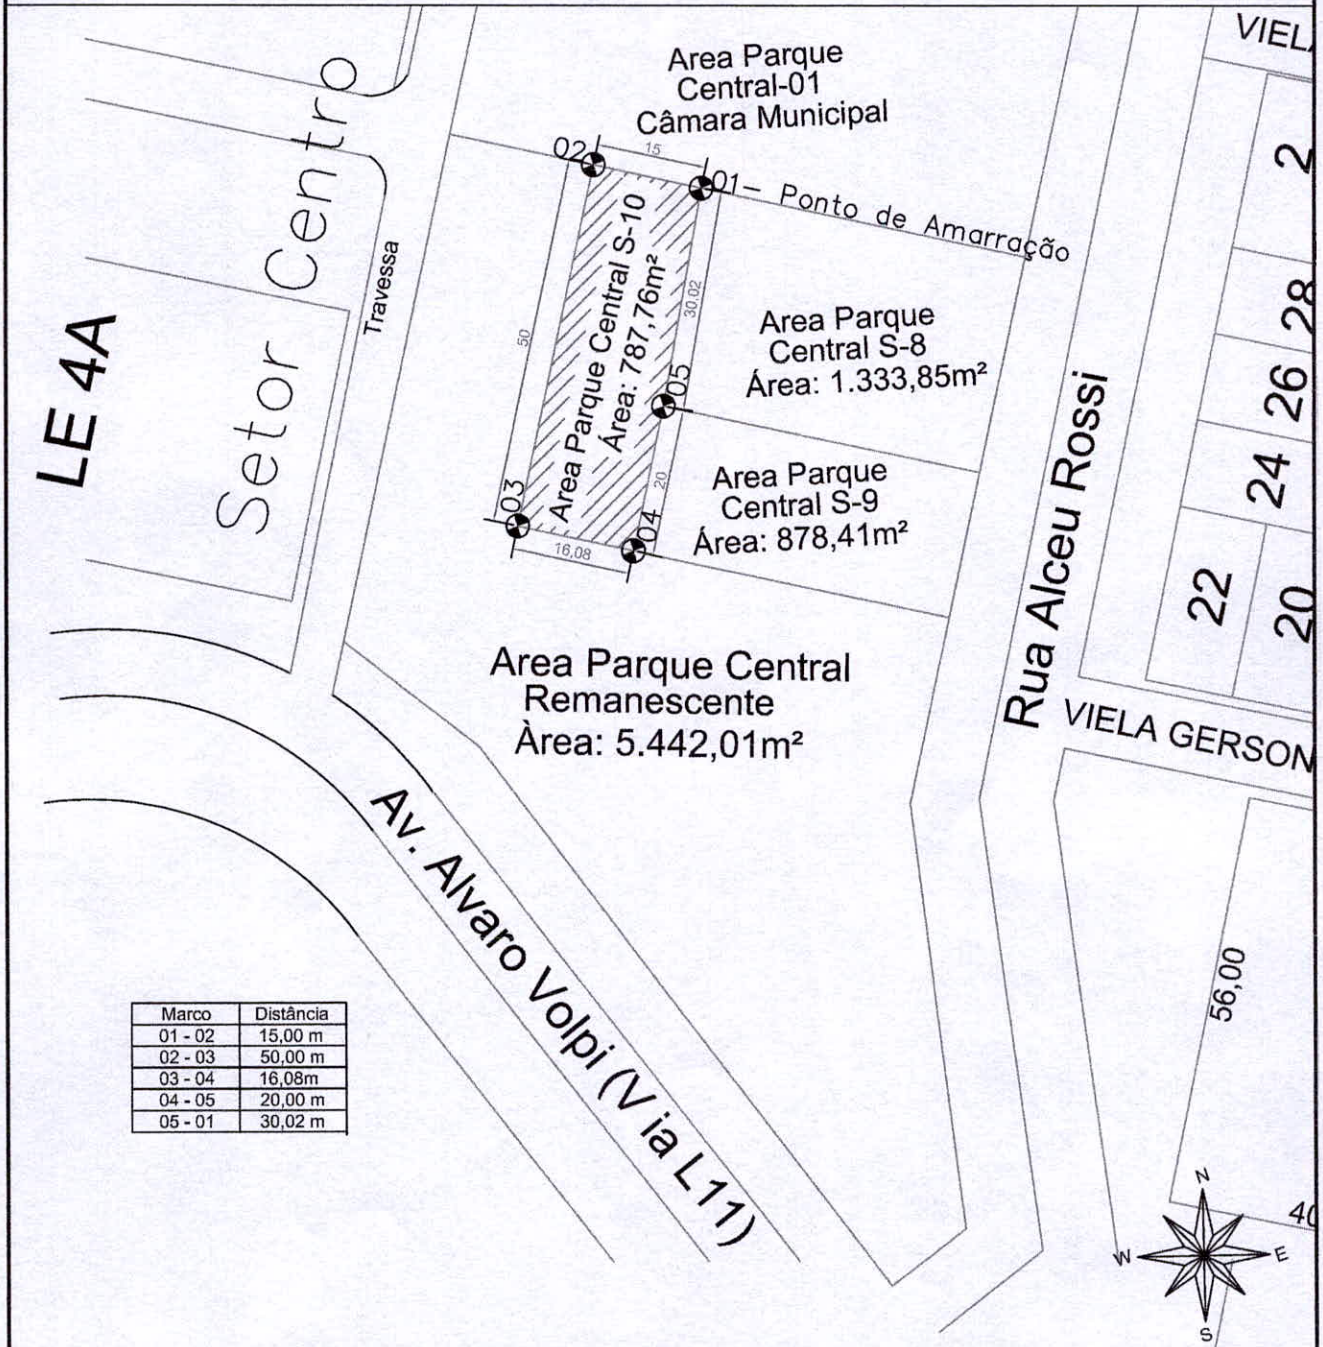 Area Parque
Central-01
Câmara Municipal
02
15
01- Ponto de Amarração
Area Parque Central S-10
Área: 787,76m²
30,02
50
05
20
03
16,08
04
Area Parque
Central S-8
Área: 1.333,85m²
Area Parque
Central S-9
Área: 878,41m²
Area Parque Central
Remanescente
Àrea: 5.442,01m²
LE 4A
Setor Centro
Travessa
Rua Alceu Rossi
2
28
26
24
22
20
VIELA GERSON
Av. Alvaro Volpi (V ia L11)
56,00
40
Marco Distância
01 - 02 15,00 m
02 - 03 50,00 m
03 - 04 16,08m
04 - 05 20,00 m
05 - 01 30,02 m
N
W E
S